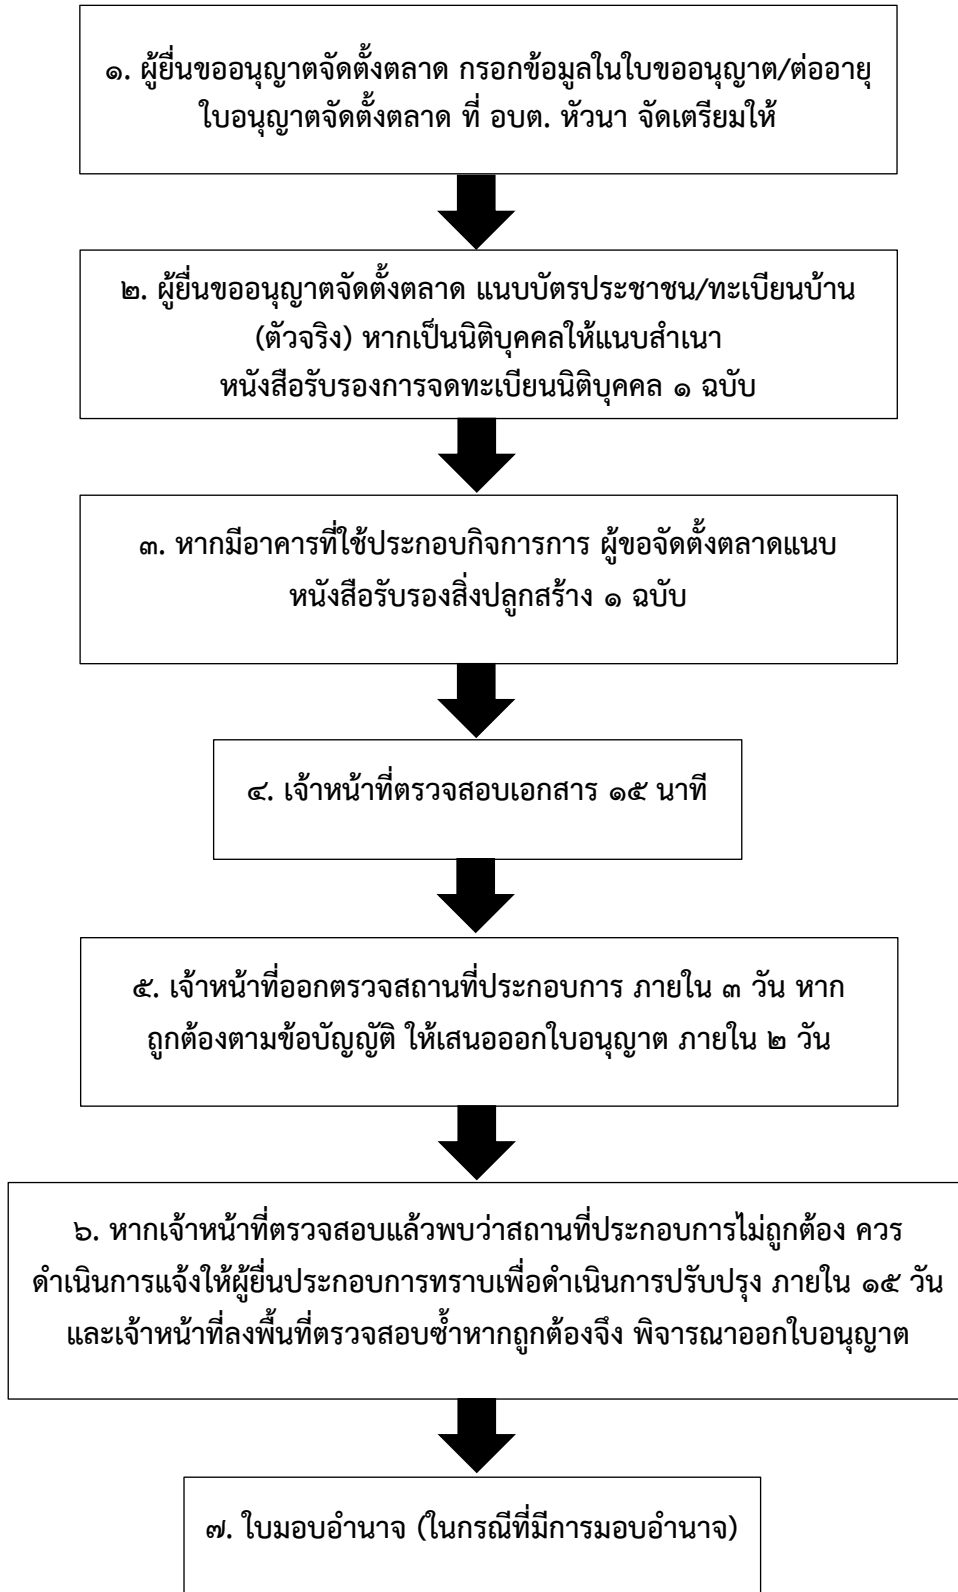 ๑. ผู้ยื่นขออนุญาตจัดตั้งตลาด กรอกข้อมูลในใบขออนุญาต/ต่ออายุ
ใบอนุญาตจัดตั้งตลาด ที่ อบต. หัวนา จัดเตรียมให้
๒. ผู้ยื่นขออนุญาตจัดตั้งตลาด แนบบัตรประชาชน/ทะเบียนบ้าน
(ตัวจริง) หากเป็นนิติบุคคลให้แนบสำเนา
หนังสือรับรองการจดทะเบียนนิติบุคคล ๑ ฉบับ
๓. หากมีอาคารที่ใช้ประกอบกิจการการ ผู้ขอจัดตั้งตลาดแนบ
หนังสือรับรองสิ่งปลูกสร้าง ๑ ฉบับ
๔. เจ้าหน้าที่ตรวจสอบเอกสาร ๑๕ นาที
๕. เจ้าหน้าที่ออกตรวจสถานที่ประกอบการ ภายใน ๓ วัน หาก
ถูกต้องตามข้อบัญญัติ ให้เสนอออกใบอนุญาต ภายใน ๒ วัน
๖. หากเจ้าหน้าที่ตรวจสอบแล้วพบว่าสถานที่ประกอบการไม่ถูกต้อง ควร
ดำเนินการแจ้งให้ผู้ยื่นประกอบการทราบเพื่อดำเนินการปรับปรุง ภายใน ๑๕ วัน
และเจ้าหน้าที่ลงพื้นที่ตรวจสอบซ้ำหากถูกต้องจึง พิจารณาออกใบอนุญาต
๗. ใบมอบอำนาจ (ในกรณีที่มีการมอบอำนาจ)